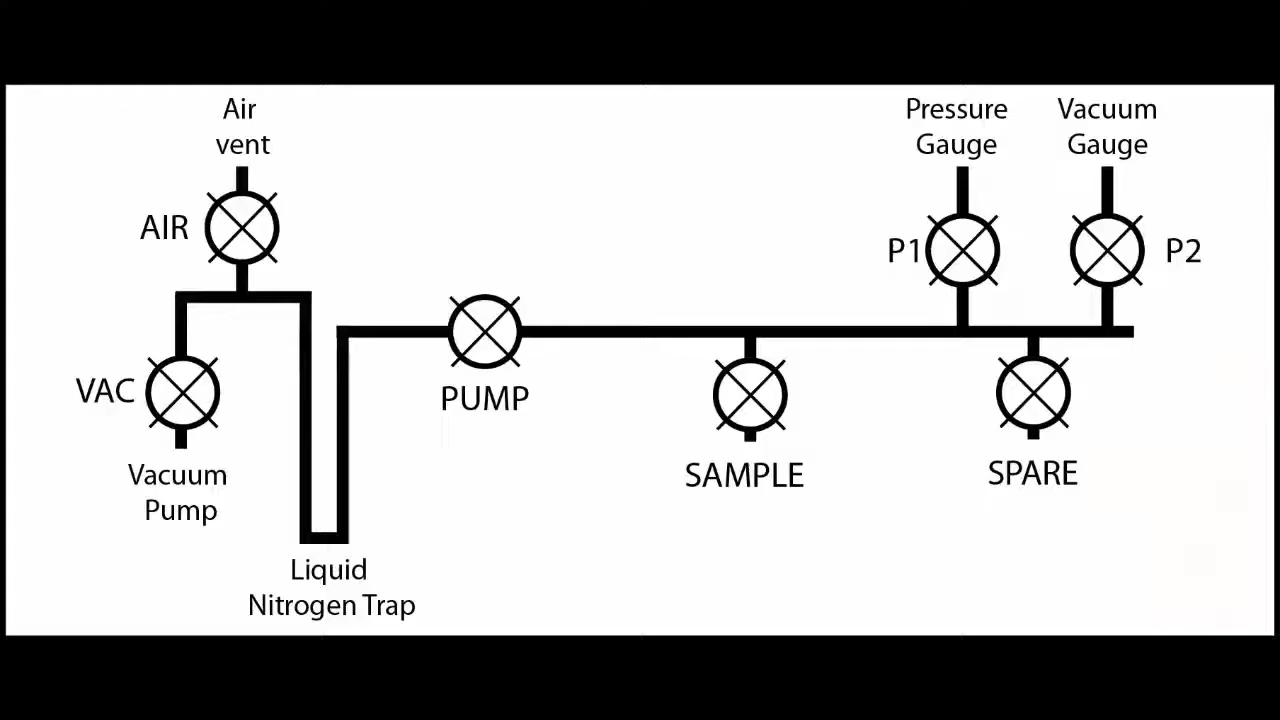 Air
vent
Pressure
Gauge
Vacuum
Gauge
AIR
P1
P2
VAC
PUMP
SAMPLE
SPARE
Vacuum
Pump
Liquid
Nitrogen Trap